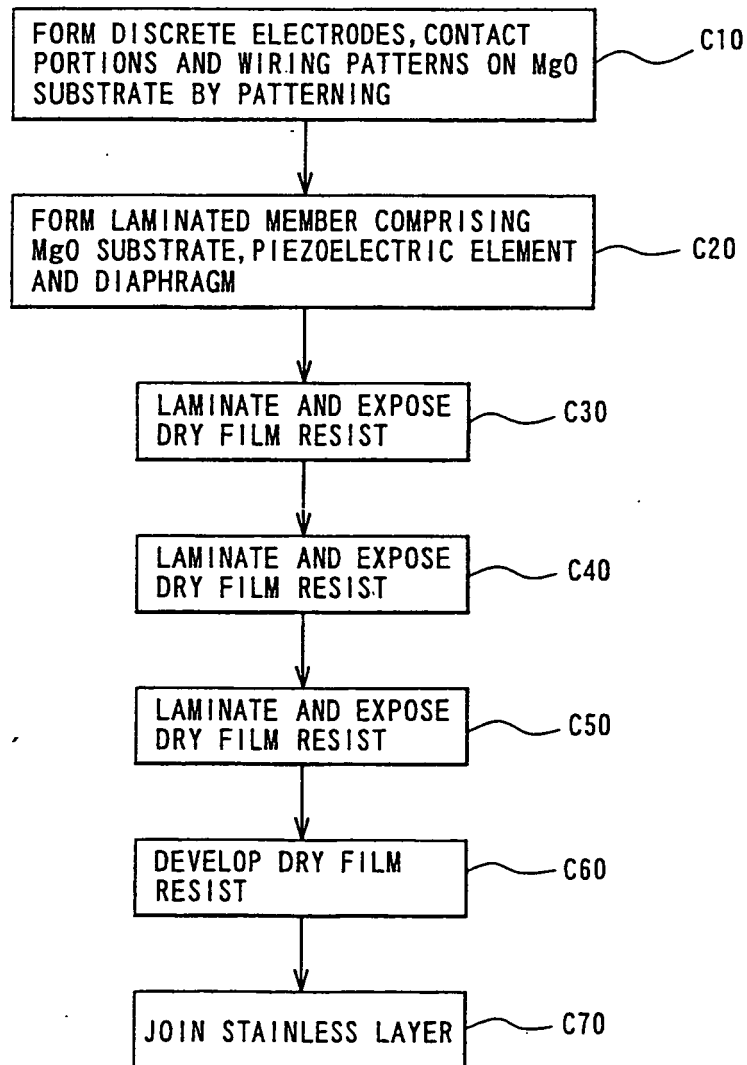 FORM DISCRETE ELECTRODES, CONTACT
PORTIONS AND WIRING PATTERNS ON MgO
SUBSTRATE BY PATTERNING
C10
FORM LAMINATED MEMBER COMPRISING
MgO SUBSTRATE, PIEZOELECTRIC ELEMENT
AND DIAPHRAGM
C20
LAMINATE AND EXPOSE
DRY FILM RESIST
C30
LAMINATE AND EXPOSE
DRY FILM RESIST
C40
LAMINATE AND EXPOSE
DRY FILM RESIST
C50
DEVELOP DRY FILM
RESIST
C60
JOIN STAINLESS LAYER
C70